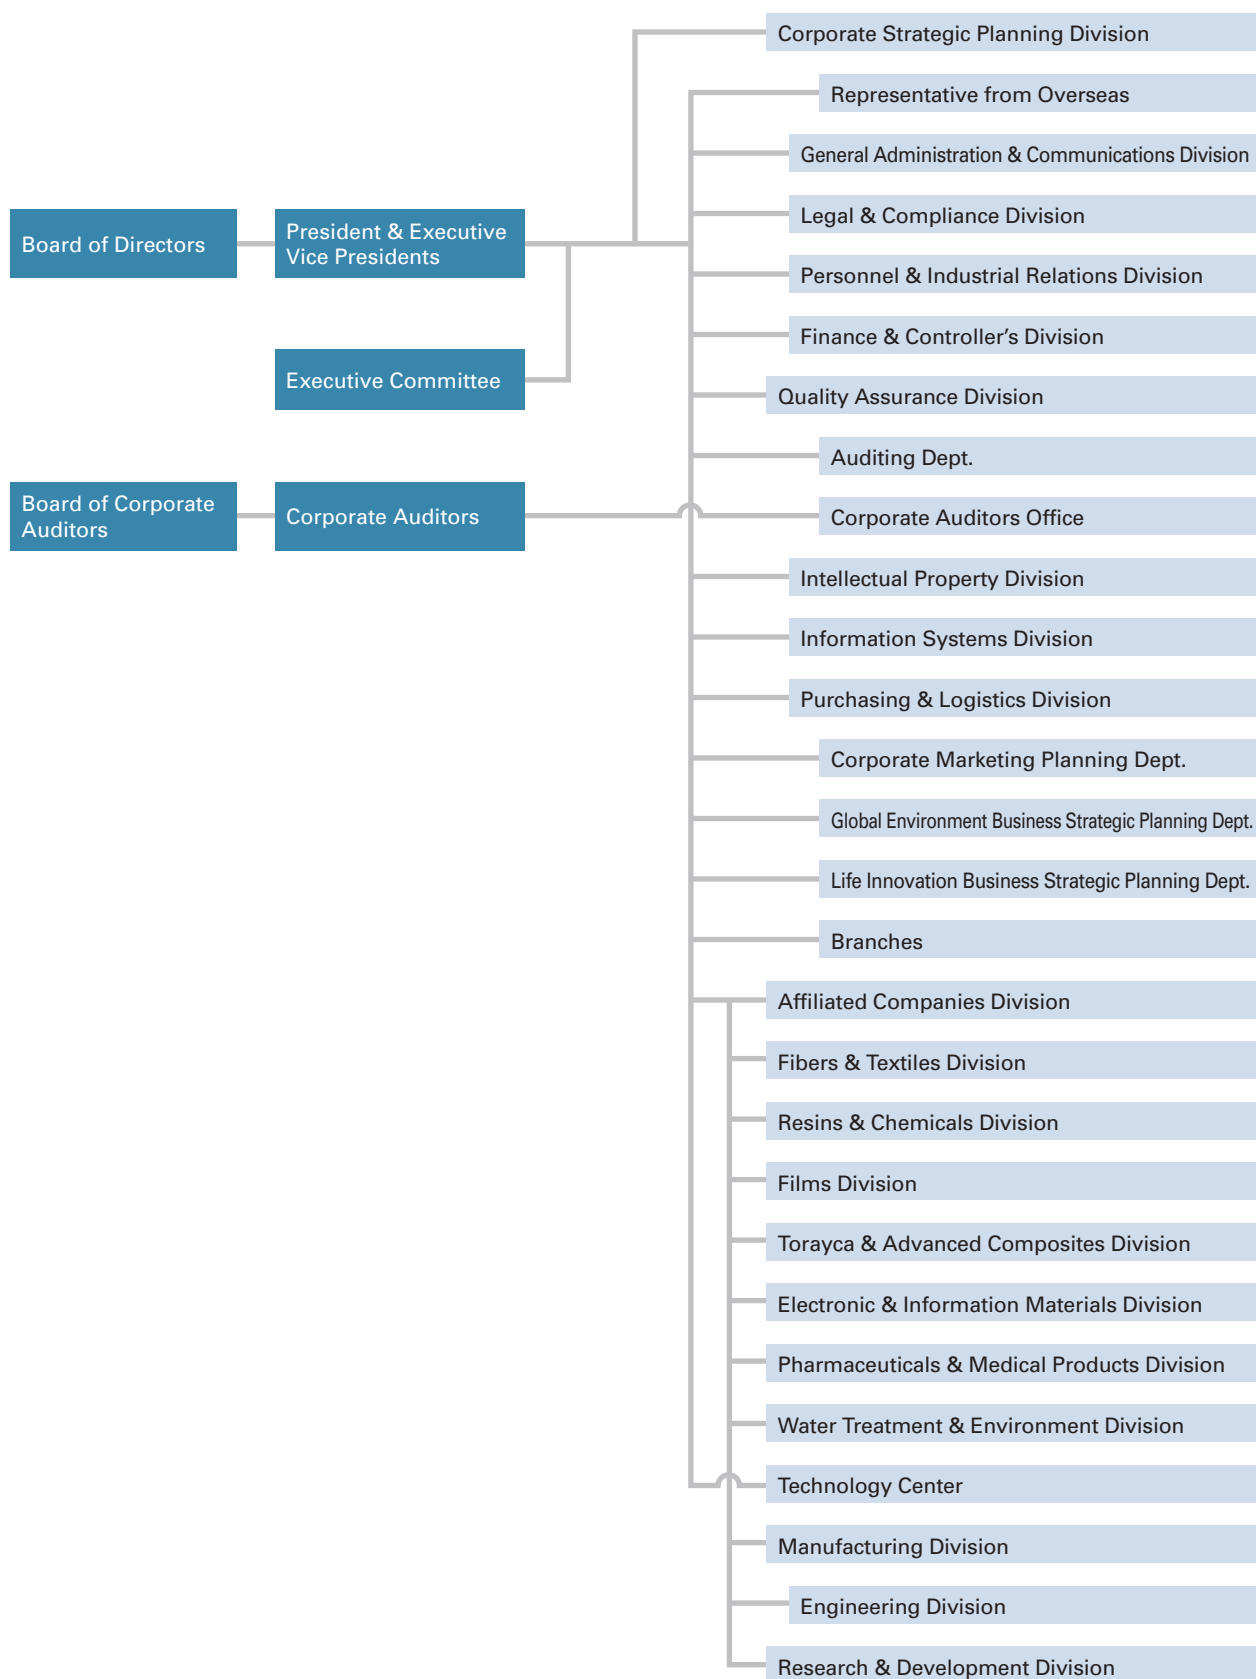 Board of Directors
President & Executive
Vice Presidents
Executive Committee
Board of Corporate
Auditors
Corporate Auditors
Corporate Strategic Planning Division
Representative from Overseas
General Administration & Communications Division
Legal & Compliance Division
Personnel & Industrial Relations Division
Finance & Controller’s Division
Quality Assurance Division
Auditing Dept.
Corporate Auditors Office
Intellectual Property Division
Information Systems Division
Purchasing & Logistics Division
Corporate Marketing Planning Dept.
Global Environment Business Strategic Planning Dept.
Life Innovation Business Strategic Planning Dept.
Branches
Affiliated Companies Division
Fibers & Textiles Division
Resins & Chemicals Division
Films Division
Torayca & Advanced Composites Division
Electronic & Information Materials Division
Pharmaceuticals & Medical Products Division
Water Treatment & Environment Division
Technology Center
Manufacturing Division
Engineering Division
Research & Development Division